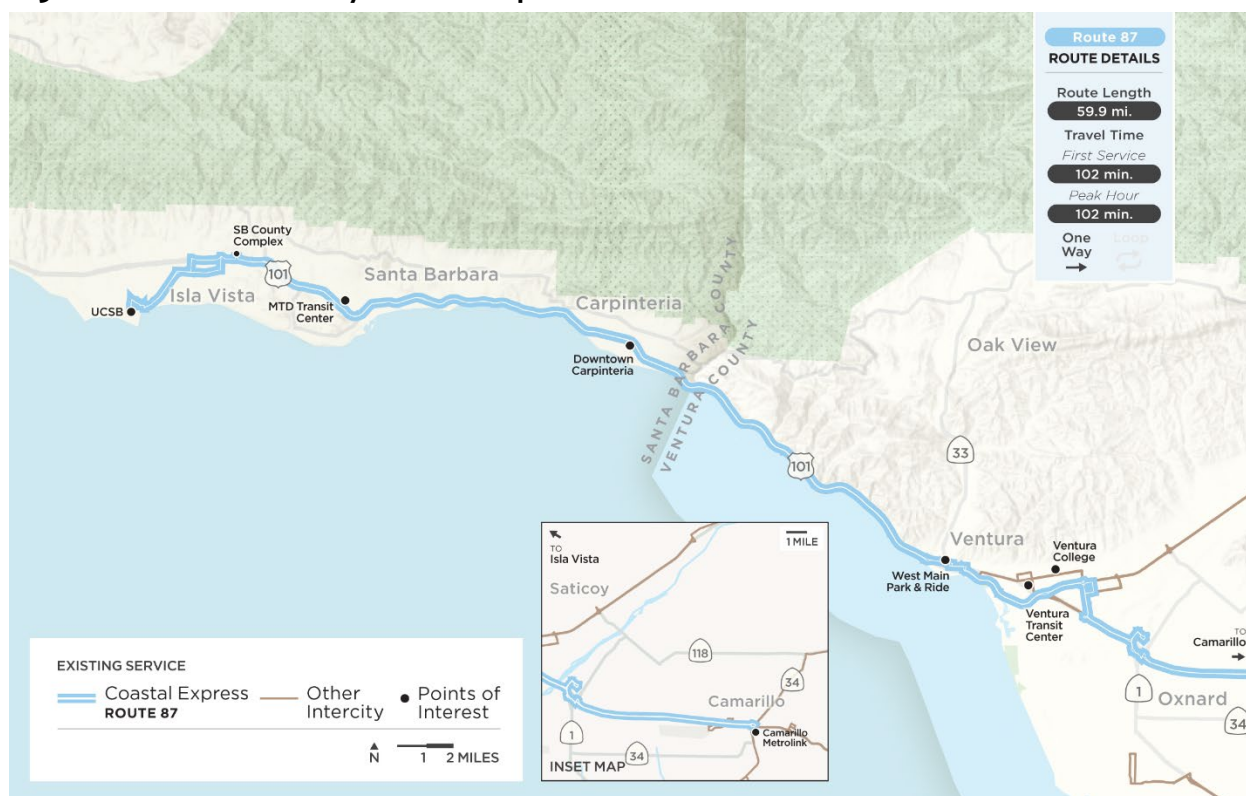 Route 87
ROUTE DETAILS
Route Length
59.9 mi.
Travel Time
First Service
102 min.
Peak Hour
102 min.
One
Way
Loop
SB County
Complex
101
Santa Barbara
Isla Vista
UCSB
MTD Transit
Center
Carpinteria
Downtown
Carpinteria
SANTA BARBARA COUNTY
VENTURA COUNTY
Oak View
33
101
Ventura
Ventura
College
West Main
Park & Ride
Ventura
Transit
Center
TO
Camarillo
1
Oxnard
34
TO
Isla Vista
1 MILE
Saticoy
118
34
Camarillo
Camarillo
Metrolink
1
34
INSET MAP
EXISTING SERVICE
Coastal Express
ROUTE 87
Other
Intercity
Points of
Interest
N
1 2 MILES